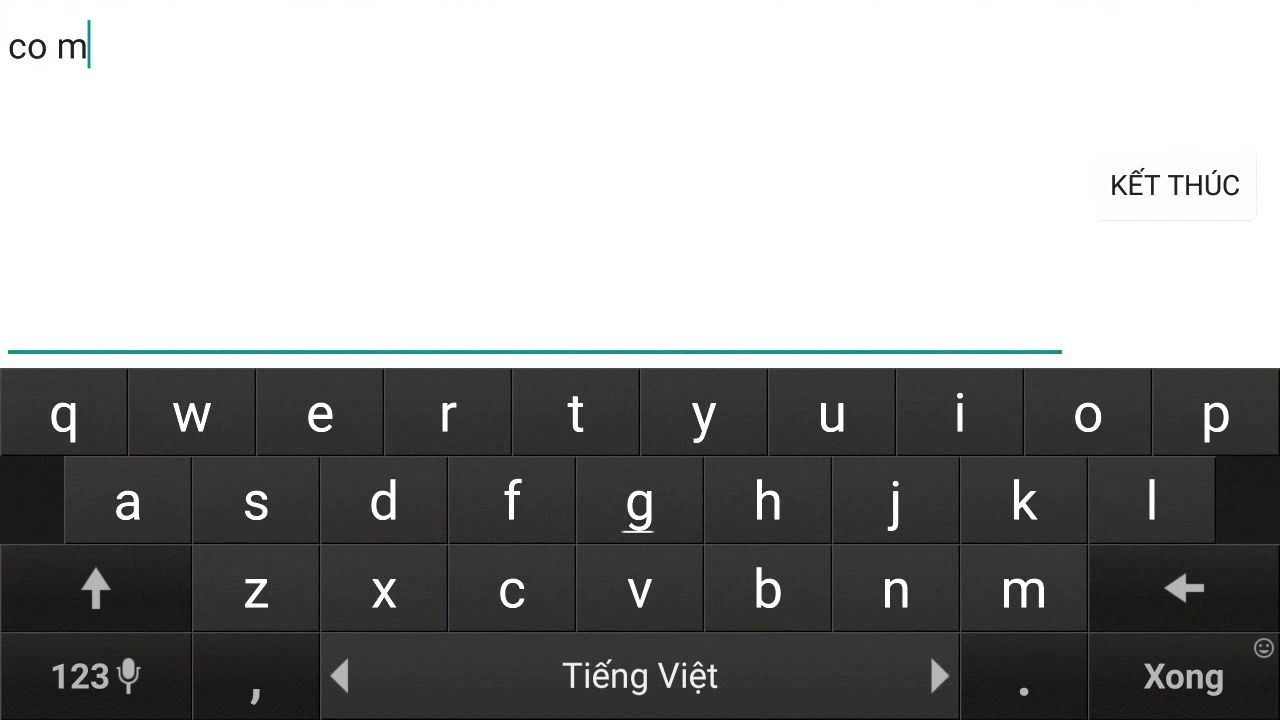 co m
KẾT THÚC
q w e r t y u i o p
a s d f g h j k l
z x c v b n m
123 , Tiếng Việt . Xong